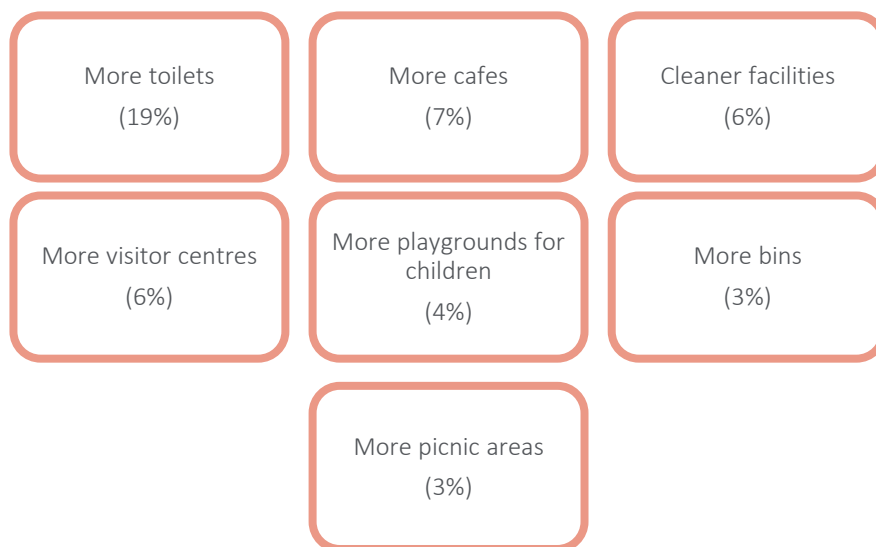 More toilets
(19%)
More cafes
(7%)
Cleaner facilities
(6%)
More visitor centres
(6%)
More playgrounds for
children
(4%)
More bins
(3%)
More picnic areas
(3%)